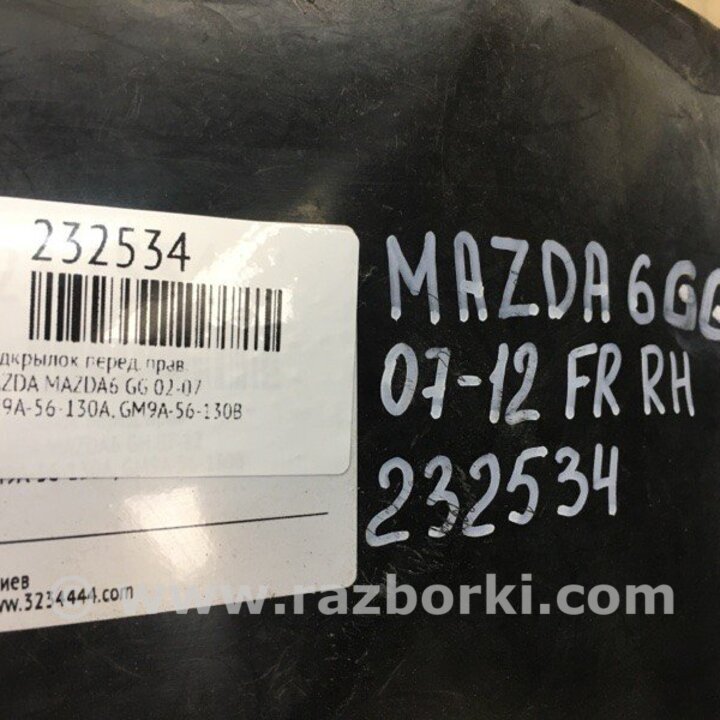 232534
дкрылок перед. прав.
ZDA MAZDA6 GG 02-07
9A-56-130A, GM9A-56-130B
MAZDA 6GG
07-12 FR RH
232534
иев
ww.3234444.com
© www.razborki.com